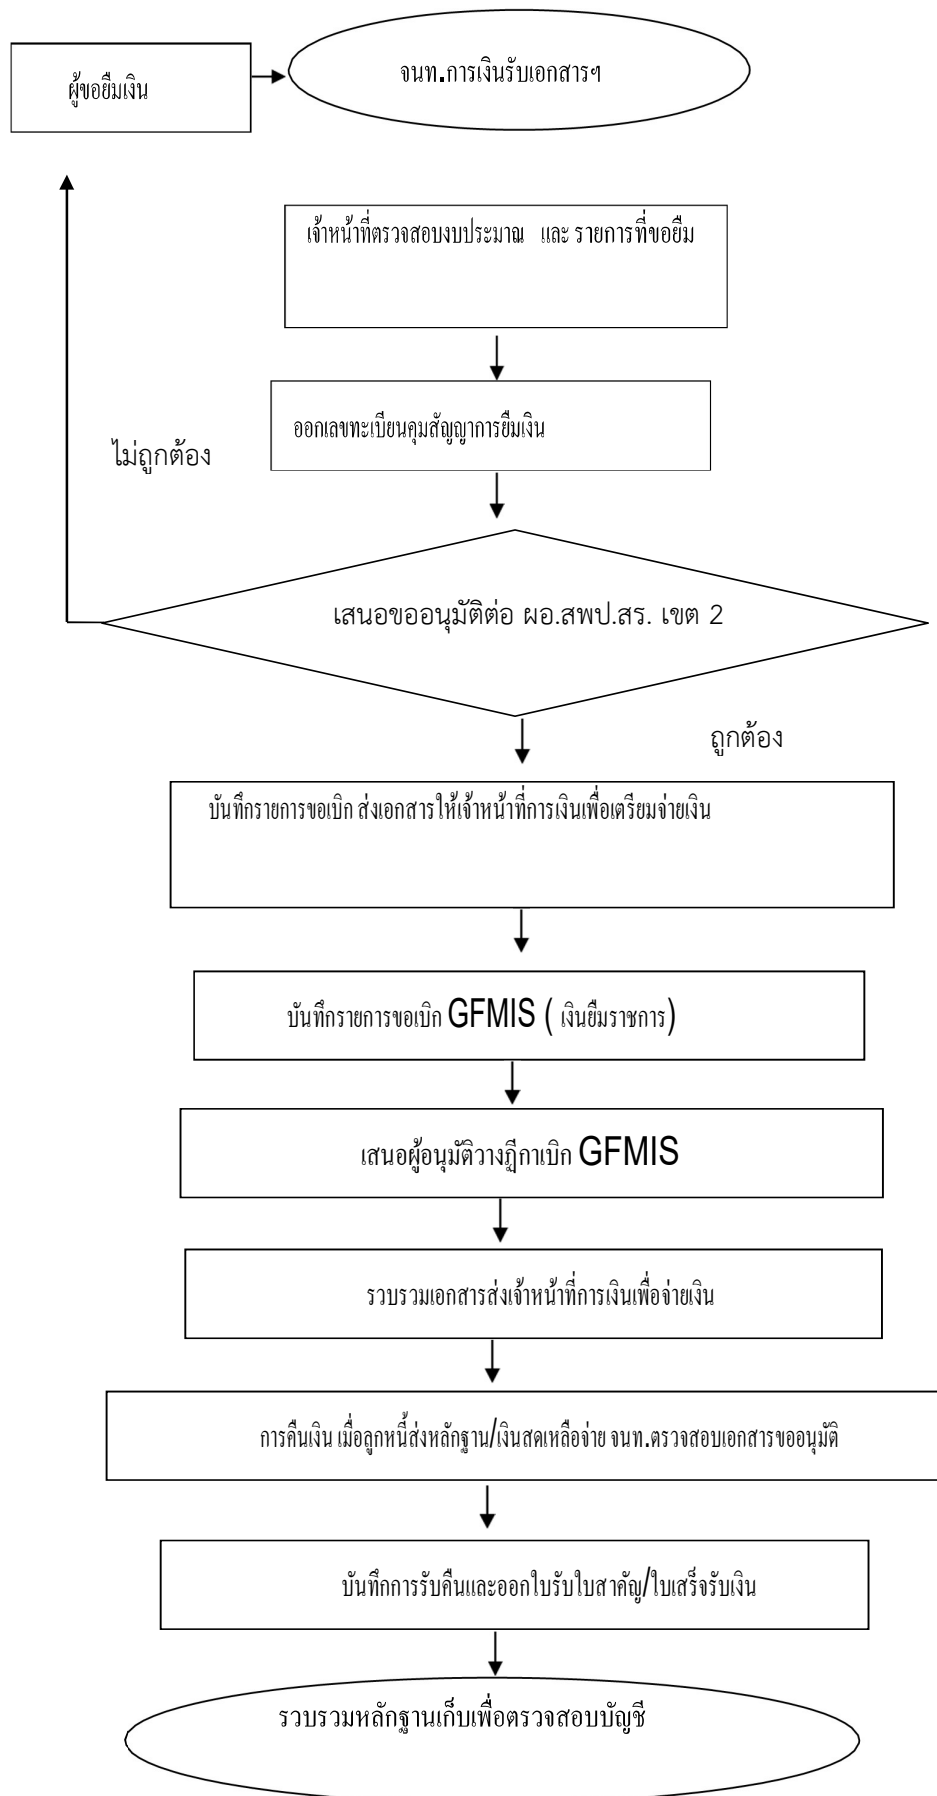 ผู้ขอยืมเงิน
จนท.การเงินรับเอกสารฯ
เจ้าหน้าที่ตรวจสอบงบประมาณ และ รายการที่ขอยืม
ออกเลขทะเบียนคุมสัญญาการยืมเงิน
ไม่ถูกต้อง
เสนอขออนุมัติต่อ ผอ.สพป.สร. เขต 2
ถูกต้อง
บันทึกรายการขอเบิก ส่งเอกสารให้เจ้าหน้าที่การเงินเพื่อเตรียมจ่ายเงิน
บันทึกรายการขอเบิก GFMIS ( เงินยืมราชการ)
เสนอผู้อนุมัติวางฎีกาเบิก GFMIS
รวบรวมเอกสารส่งเจ้าหน้าที่การเงินเพื่อจ่ายเงิน
การคืนเงิน เมื่อลูกหนี้ส่งหลักฐาน/เงินสดเหลือจ่าย จนท.ตรวจสอบเอกสารขออนุมัติ
บันทึกการรับคืนและออกใบรับใบสาคัญ/ใบเสร็จรับเงิน
รวบรวมหลักฐานเก็บเพื่อตรวจสอบบัญชี